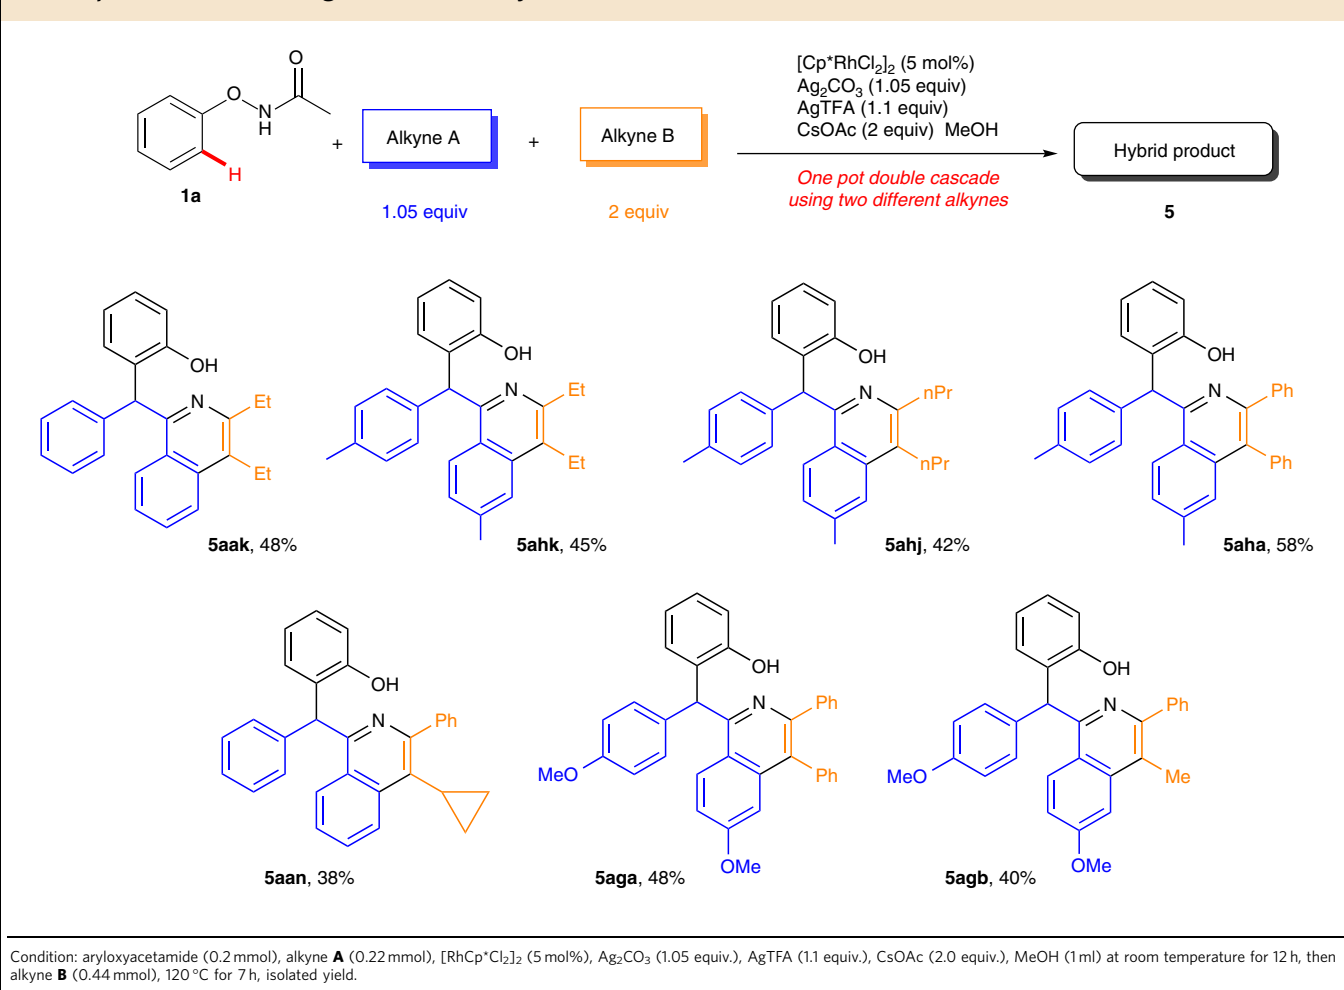 O
O
N
H
H
1a
+
Alkyne A
1.05 equiv
+
Alkyne B
2 equiv
[Cp*RhCl2]2 (5 mol%)
Ag2CO3 (1.05 equiv)
AgTFA (1.1 equiv)
CsOAc (2 equiv) MeOH
One pot double cascade
using two different alkynes
Hybrid product
5
OH
N
Et
Et
5aak, 48%
OH
N
Et
Et
5ahk, 45%
OH
N
nPr
nPr
5ahj, 42%
OH
N
Ph
Ph
5aha, 58%
OH
N
Ph
5aan, 38%
OH
N
Ph
Ph
MeO
OMe
5aga, 48%
OH
N
Ph
Me
MeO
OMe
5agb, 40%
Condition: aryloxyacetamide (0.2 mmol), alkyne A (0.22 mmol), [RhCp*Cl2]2 (5 mol%), Ag2CO3 (1.05 equiv.), AgTFA (1.1 equiv.), CsOAc (2.0 equiv.), MeOH (1 ml) at room temperature for 12 h, then
alkyne B (0.44 mmol), 120 °C for 7 h, isolated yield.